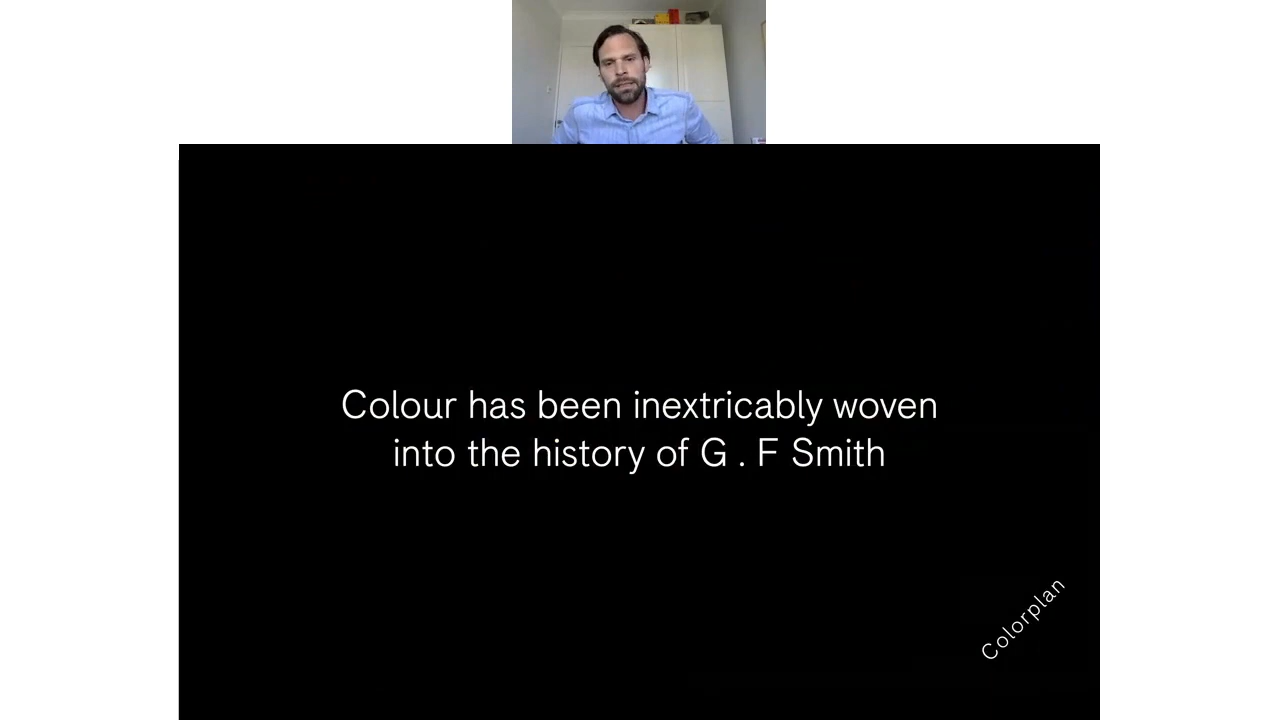 Colour has been inextricably woven
into the history of G . F Smith
Colorplan